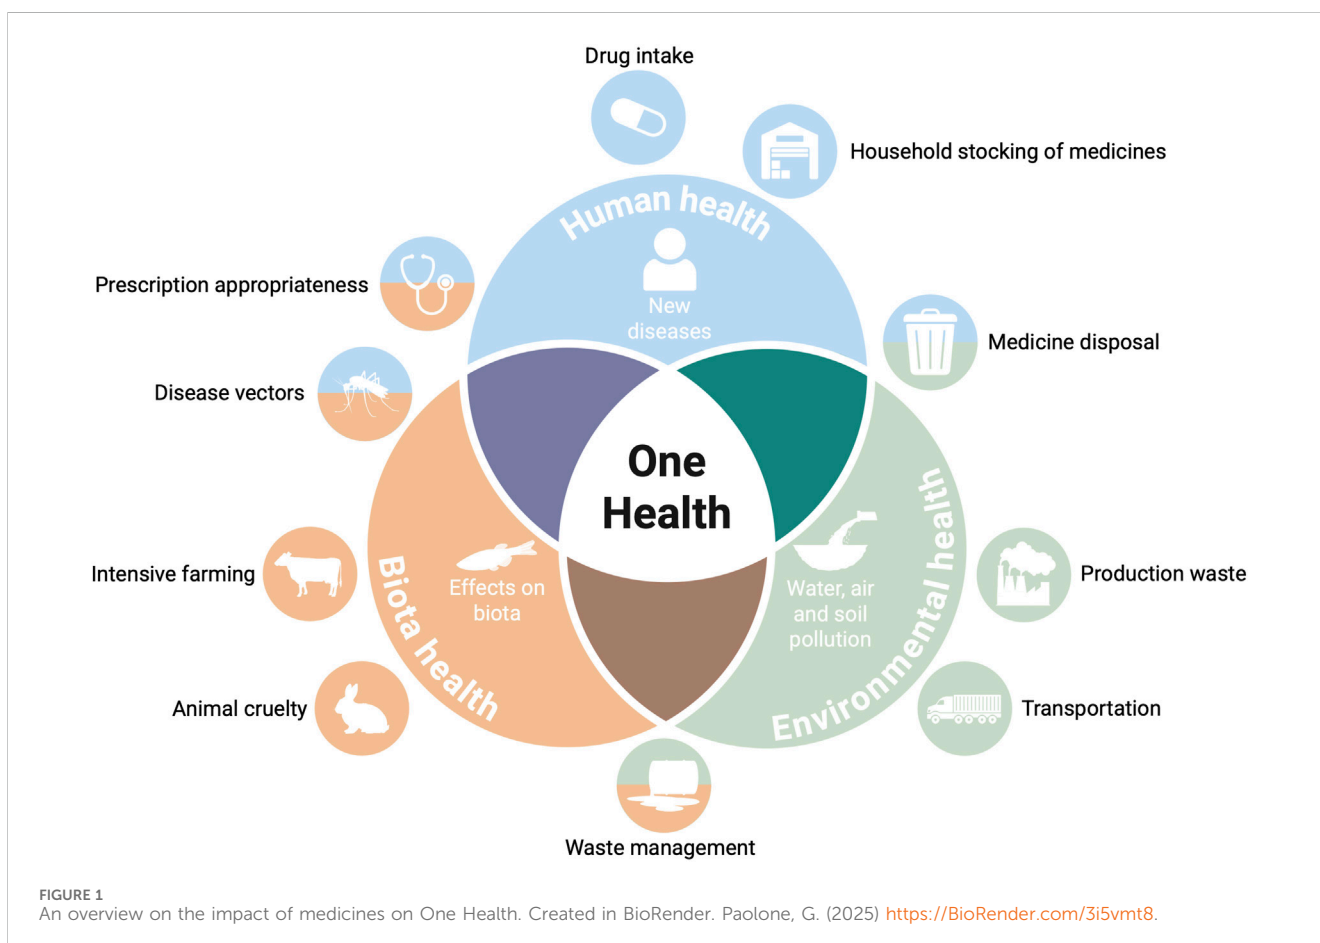 Drug intake
Household stocking of medicines
Human health
New
diseases
Prescription appropriateness
Medicine disposal
Disease vectors
One
Health
Biota health
Effects on
biota
Environmental health
Water, air
and soil
pollution
Intensive farming
Production waste
Animal cruelty
Transportation
Waste management
FIGURE 1
An overview on the impact of medicines on One Health. Created in BioRender. Paolone, G. (2025) https://BioRender.com/3i5vmt8.